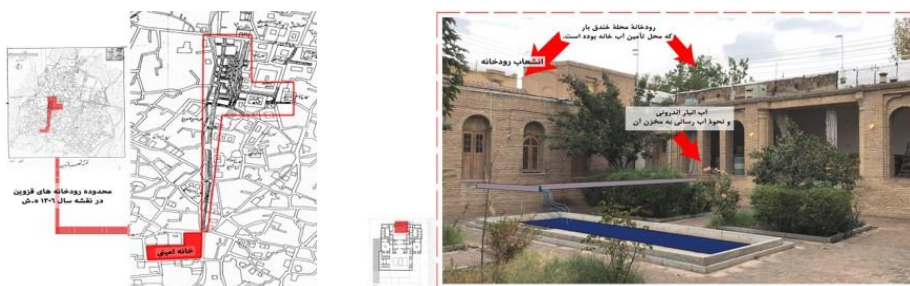 محدوده رودخانه های قزوین
در نقشه سال ۱۳۰۶ ه.ش
خانه امینی
رودخانهٔ محلهٔ خندق بار
که محل تأمین آب خانه بوده است.
انشعاب رودخانه
آب انبار اندرونی
و نحوهٔ آب رسانی به مخزن آن